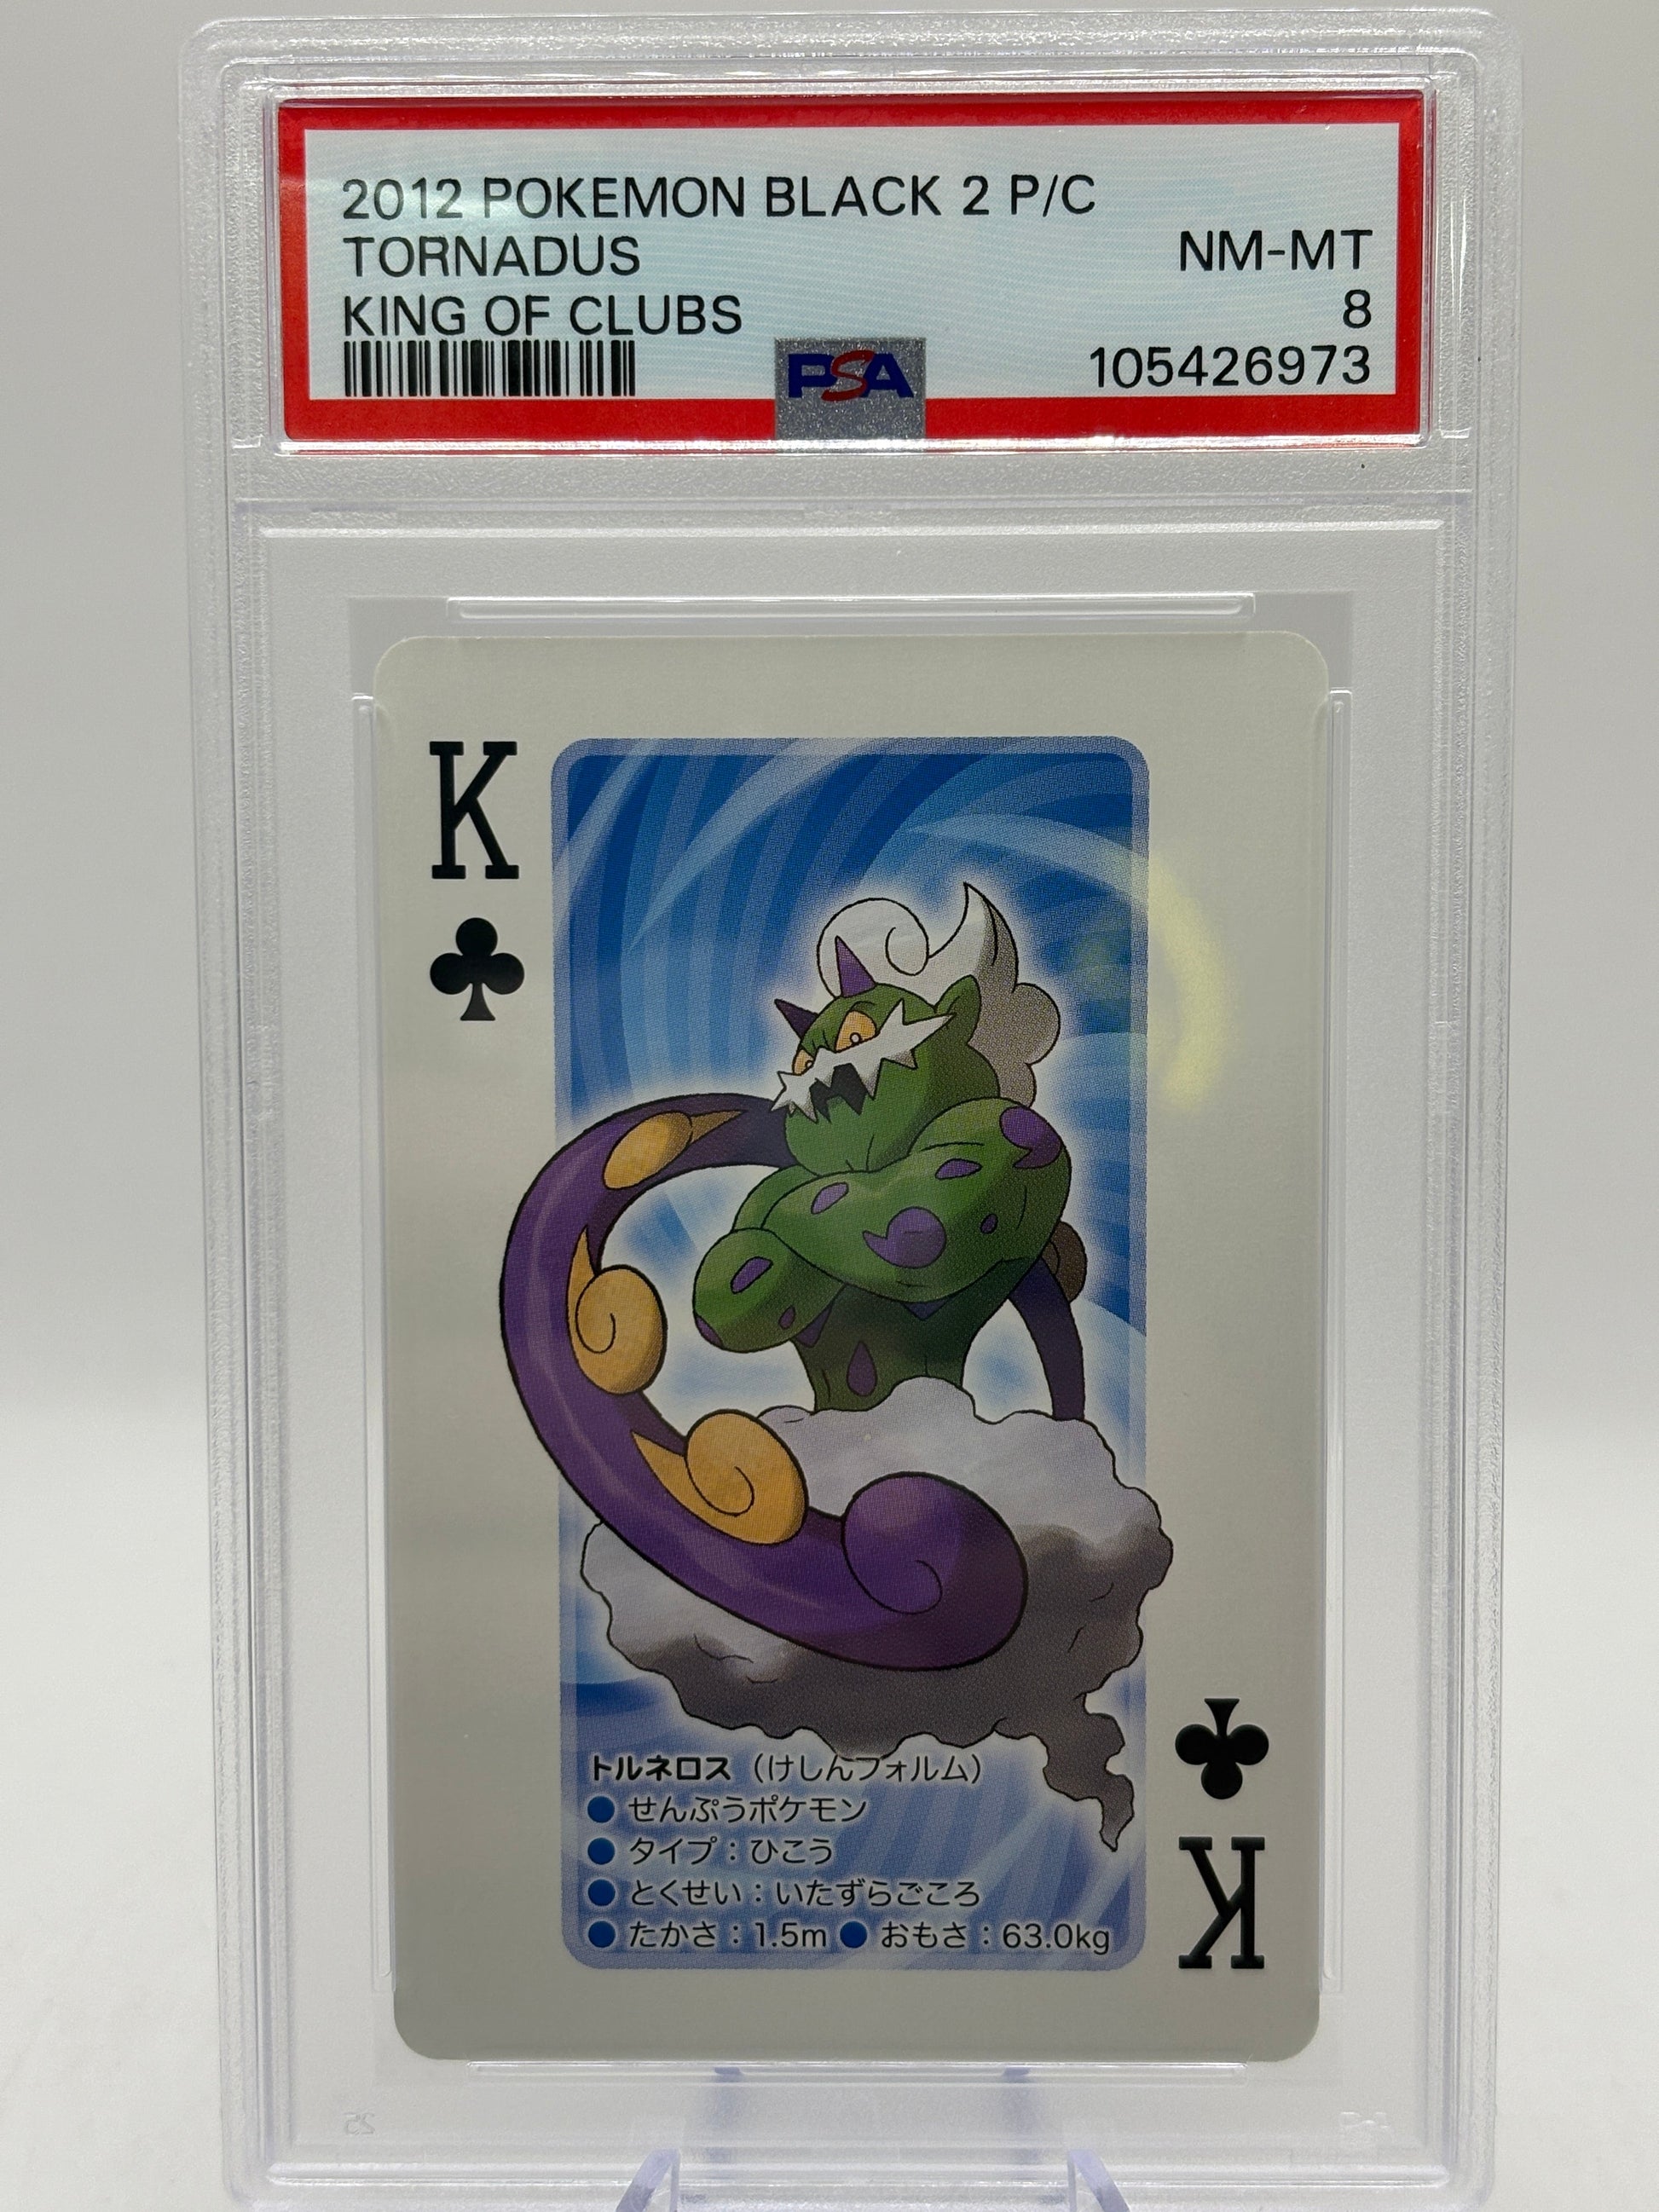 2012 POKEMON BLACK 2 P/C
TORNADUS
NM-MT
KING OF CLUBS
8
PSA
105426973
K
トルネロス（けしんフォルム）
● せんぷうポケモン
● タイプ：ひこう
● とくせい：いたずらごころ
● たかさ：1.5m ● おもさ：63.0kg
K